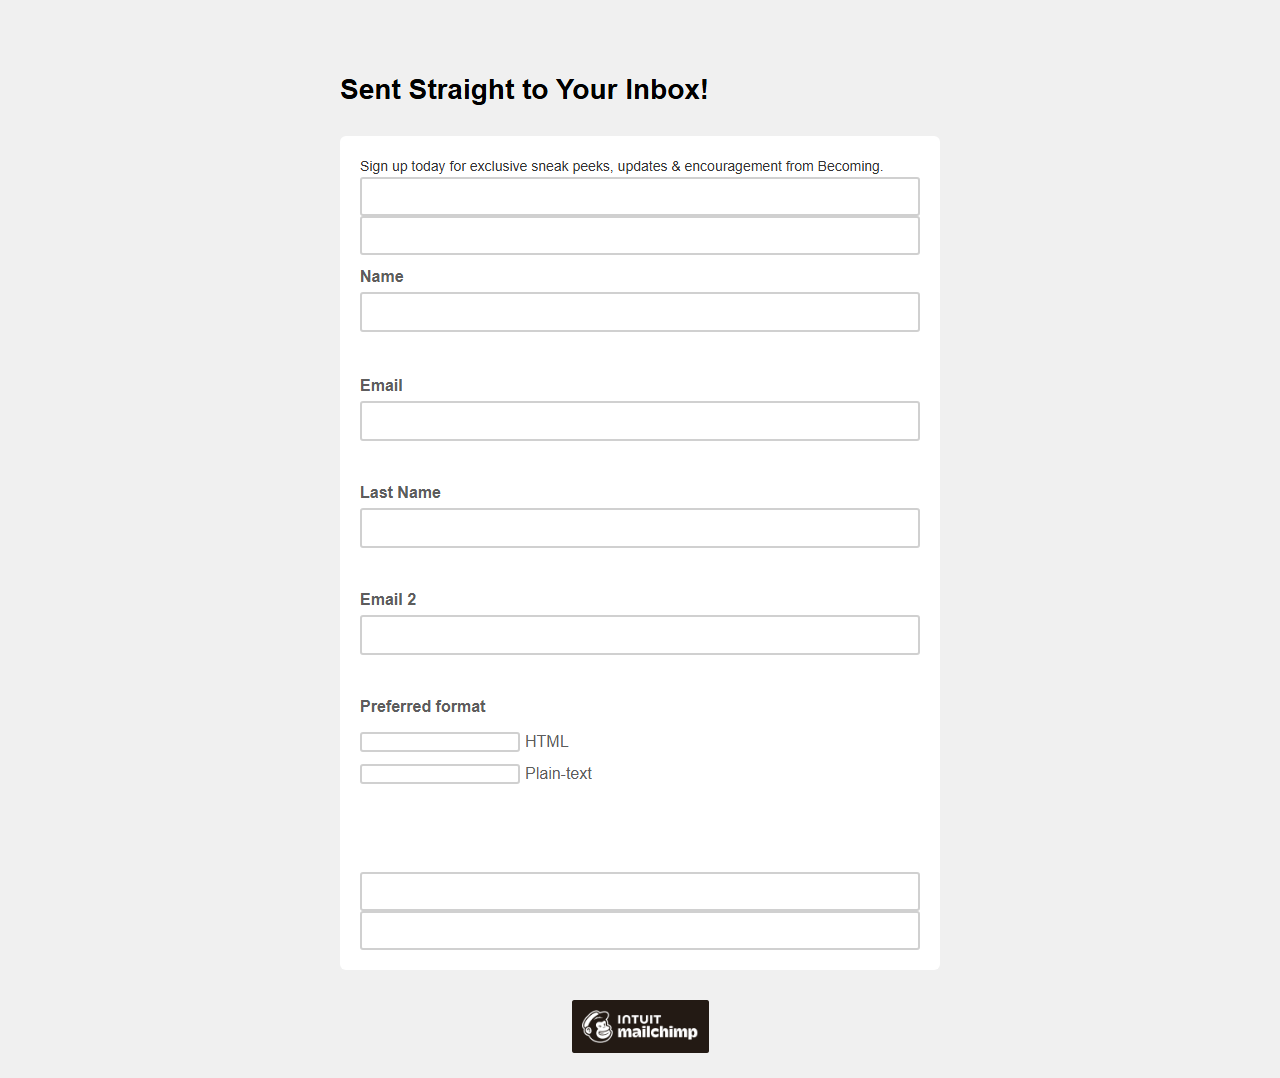 Sent Straight to Your Inbox!
Sign up today for exclusive sneak peeks, updates & encouragement from Becoming.
Name
Email
Last Name
Email 2
Preferred format
HTML
Plain-text
INTUIT
mailchimp